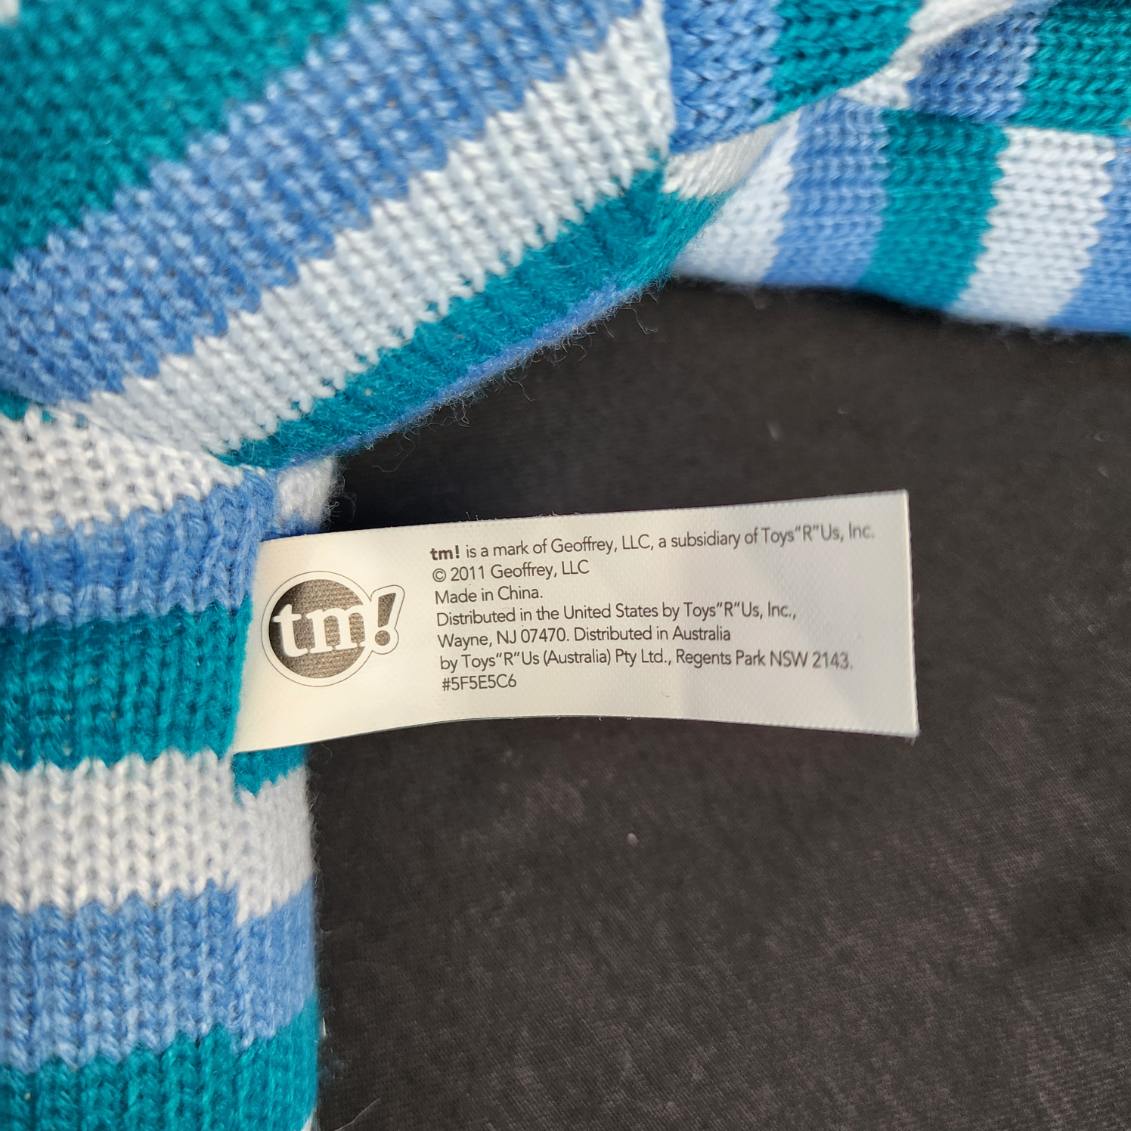 tm!
tm! is a mark of Geoffrey, LLC, a subsidiary of Toys"R"Us, Inc.
© 2011 Geoffrey, LLC
Made in China.
Distributed in the United States by Toys"R"Us, Inc.,
Wayne, NJ 07470. Distributed in Australia
by Toys"R"Us (Australia) Pty Ltd., Regents Park NSW 2143.
#5F5E5C6